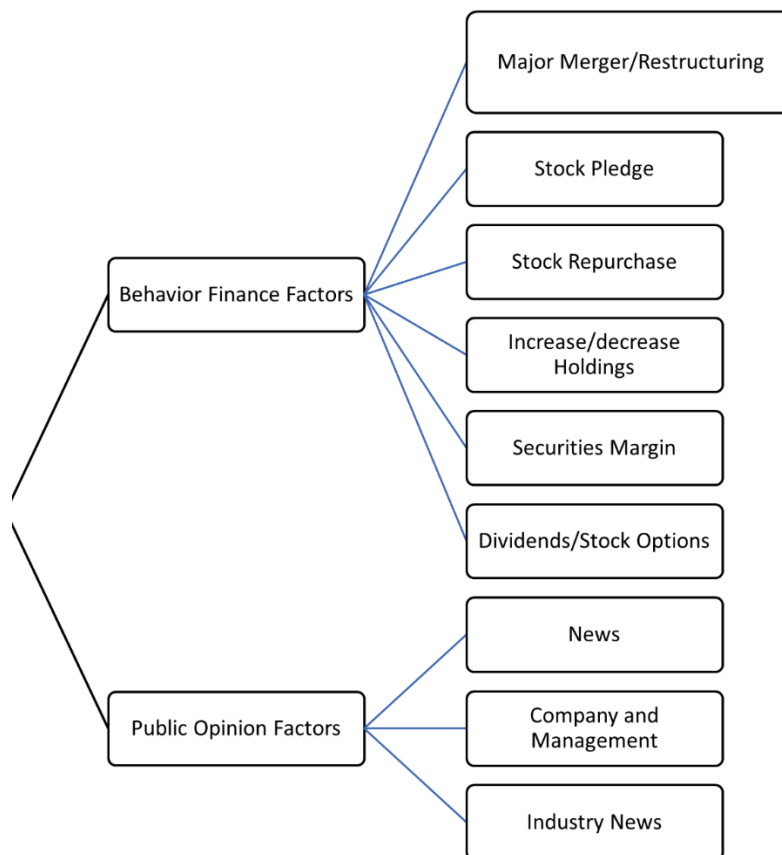 Major Merger/Restructuring
Stock Pledge
Stock Repurchase
Behavior Finance Factors
Increase/decrease
Holdings
Securities Margin
Dividends/Stock Options
News
Public Opinion Factors
Company and
Management
Industry News